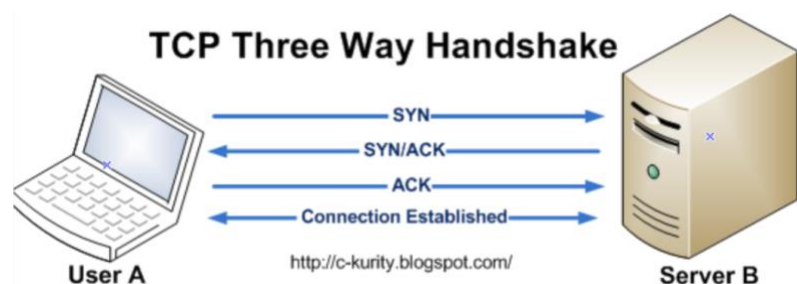 TCP Three Way Handshake
SYN
SYN/ACK
ACK
Connection Established
http://c-kurity.blogspot.com/
User A
Server B